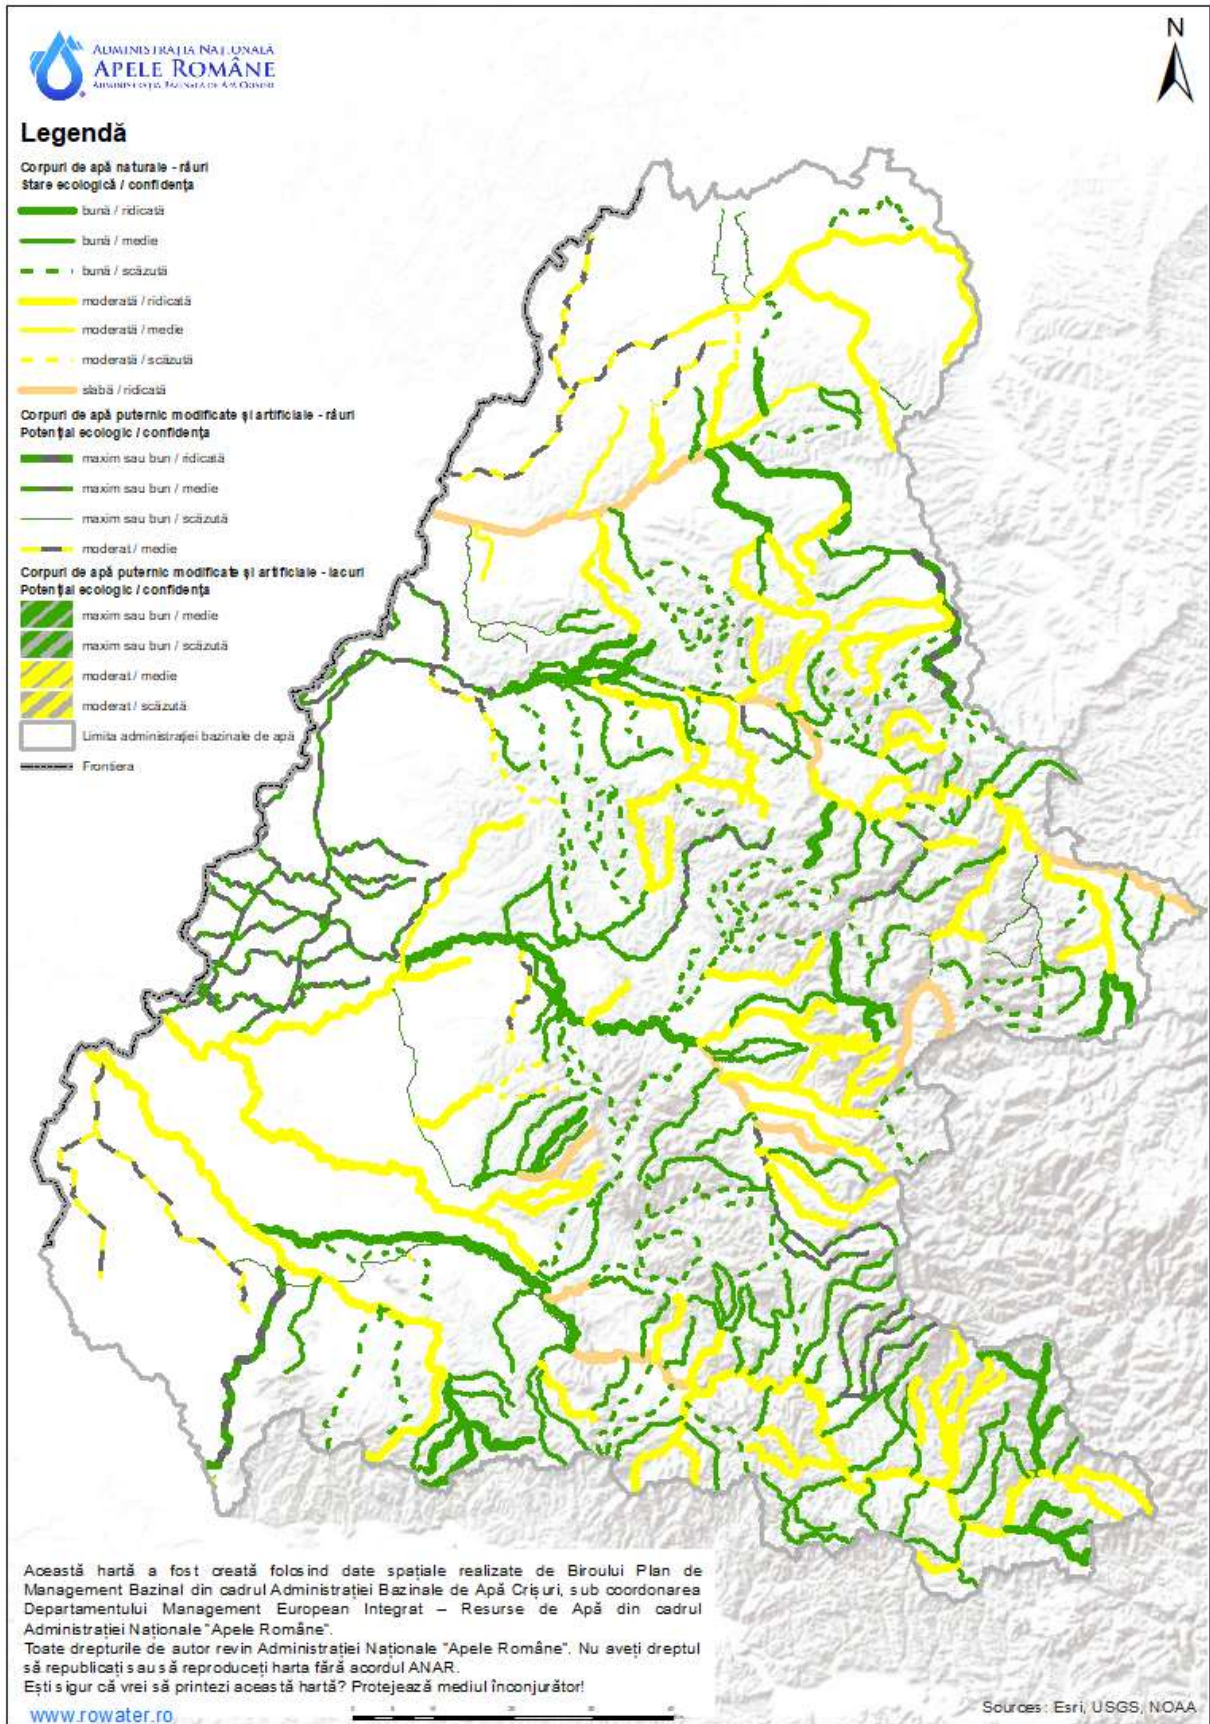 ADMINISTRAȚIA NAȚIONALĂ
APELE ROMÂNE
ADMINISTRAȚIA BAZINALĂ DE APĂ CRIȘURI
N
Legendă
Corpuri de apă naturale - râuri
Stare ecologică / confidența
bună / ridicată
bună / medie
bună / scăzută
moderată / ridicată
moderată / medie
moderată / scăzută
slabă / ridicată
Corpuri de apă puternic modificate și artificiale - râuri
Potențial ecologic / confidența
maxim sau bun / ridicată
maxim sau bun / medie
maxim sau bun / scăzută
moderat / medie
Corpuri de apă puternic modificate și artificiale - lacuri
Potențial ecologic / confidența
maxim sau bun / medie
maxim sau bun / scăzută
moderat / medie
moderat / scăzută
Limita administrației bazinale de apă
Frontiera
Această hartă a fost creată folosind date spațiale realizate de Biroului Plan de
Management Bazinal din cadrul Administrației Bazinale de Apă Crișuri, sub coordonarea
Departamentului Management European Integrat – Resurse de Apă din cadrul
Administrației Naționale "Apele Române".
Toate drepturile de autor revin Administrației Naționale "Apele Române". Nu aveți dreptul
să republicați sau să reproduceți harta fără acordul ANAR.
Ești sigur că vrei să printezi această hartă? Protejează mediul înconjurător!
www.rowater.ro
Sources: Esri, USGS, NOAA